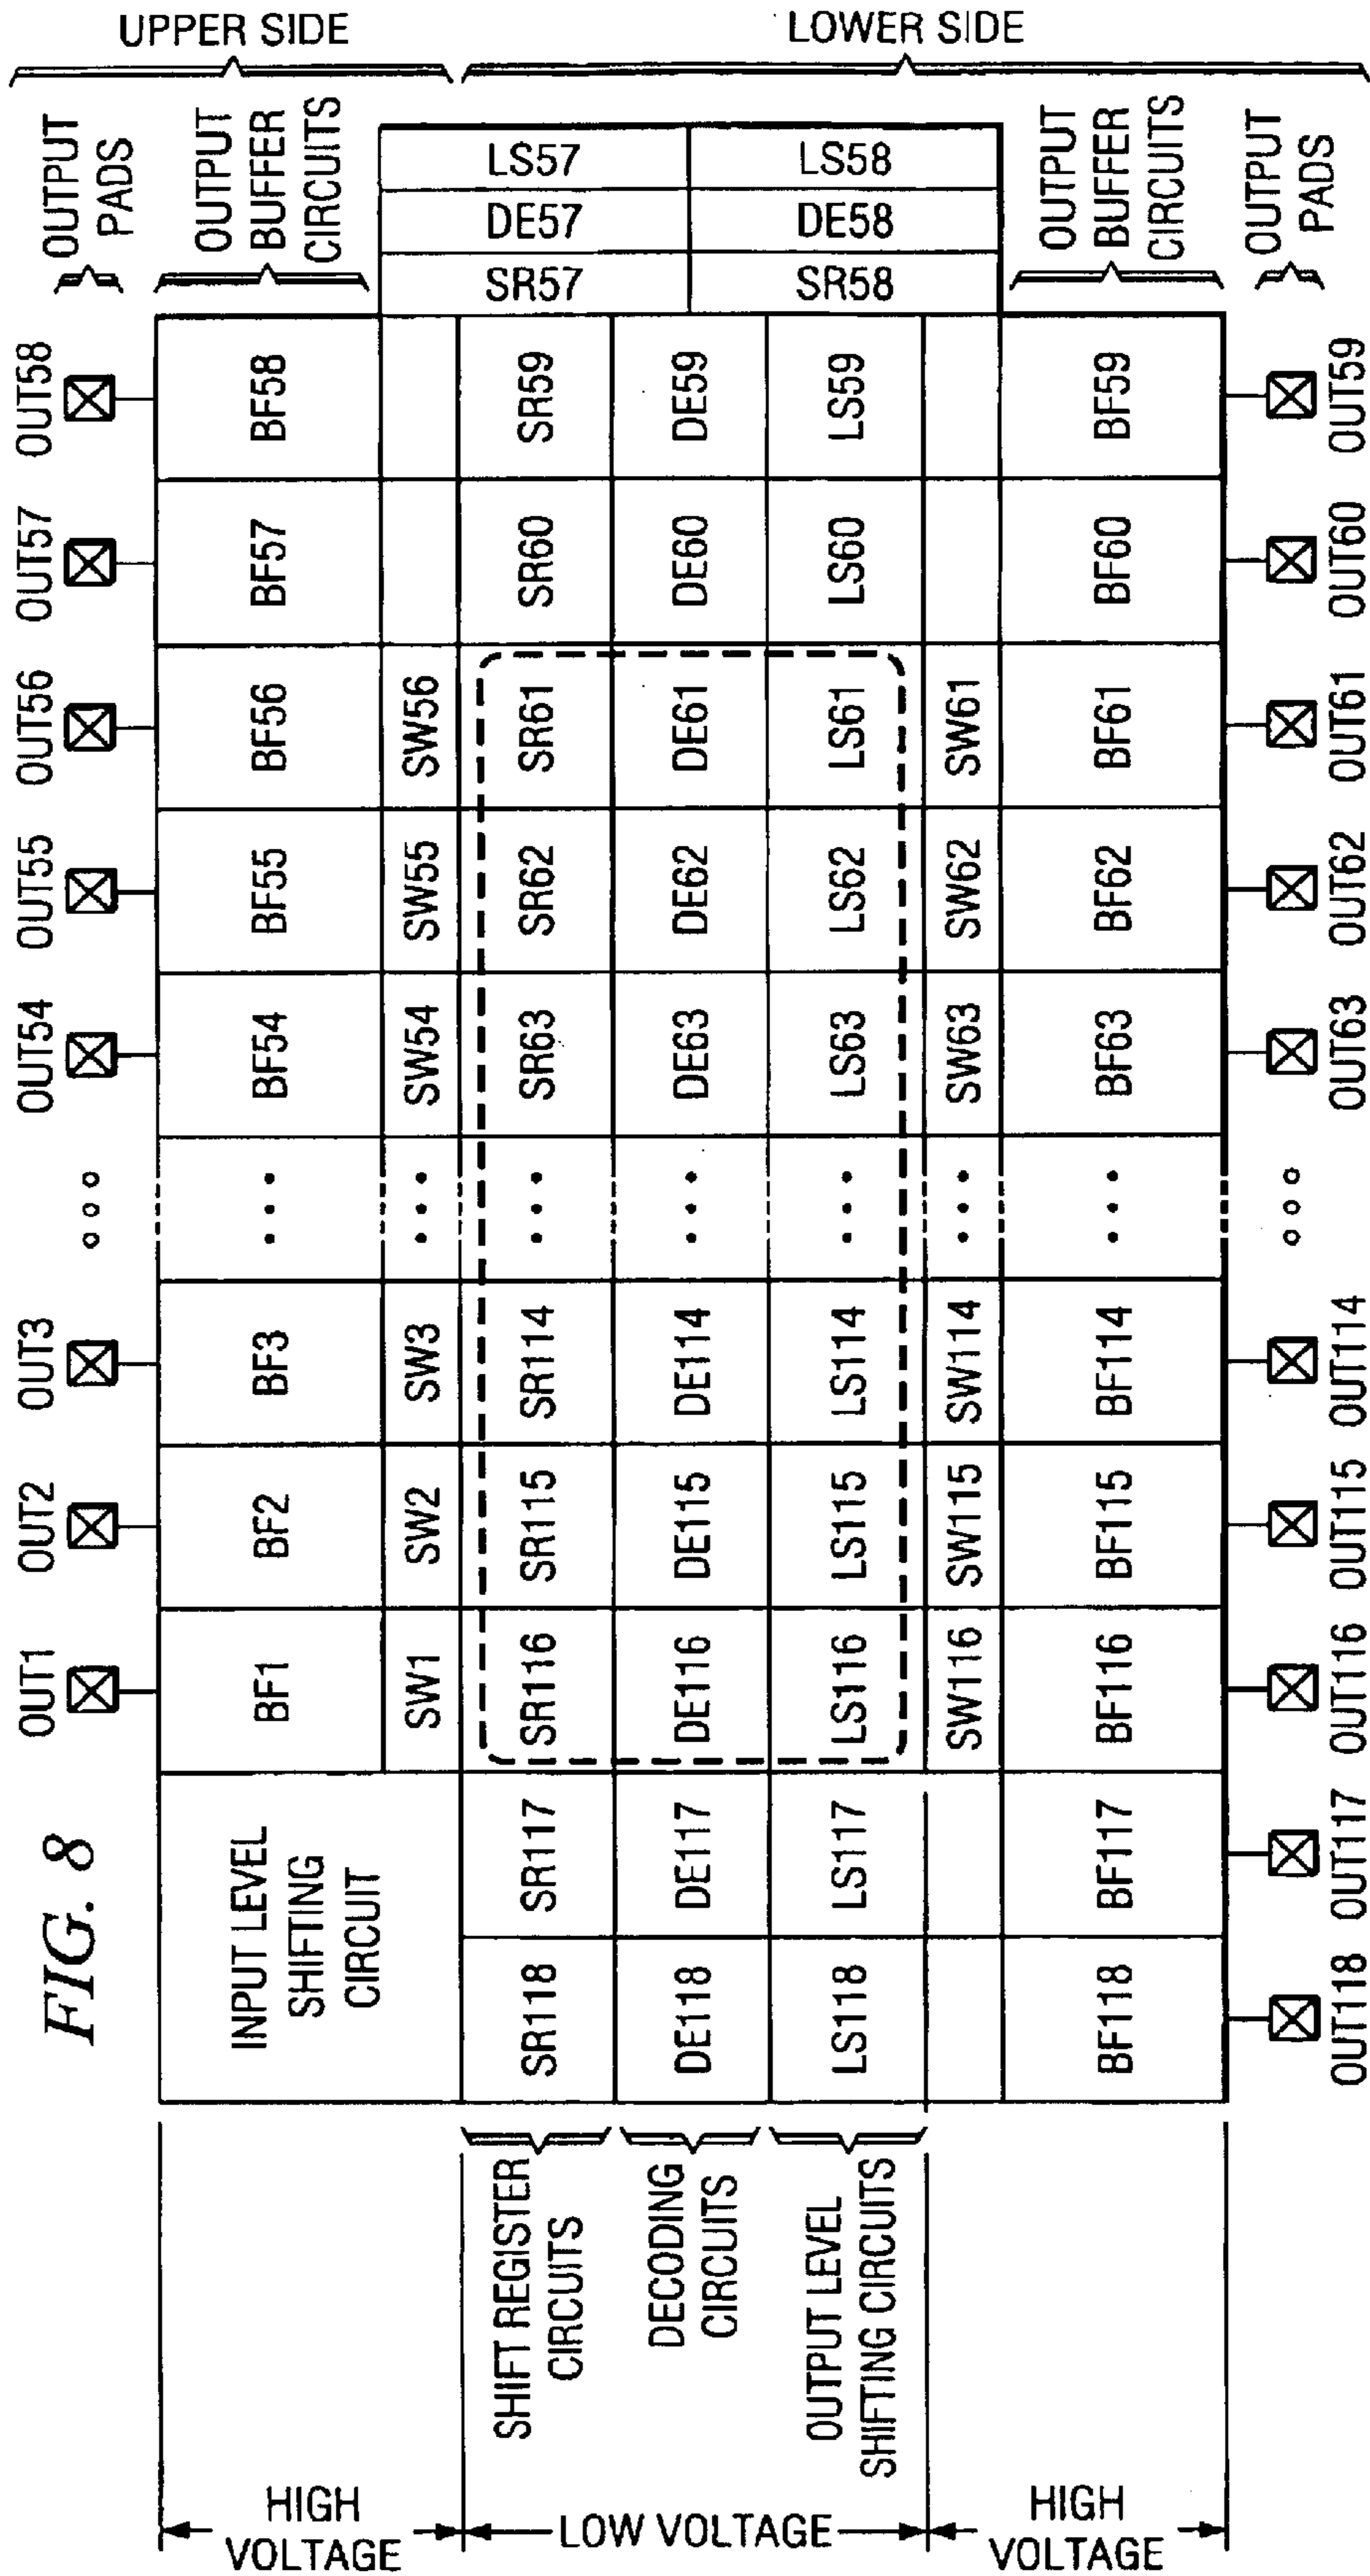 FIG. 8
UPPER SIDE
LOWER SIDE
OUTPUT
PADS
OUTPUT
BUFFER
CIRCUITS
OUTPUT
BUFFER
CIRCUITS
OUTPUT
PADS
OUT1 OUT2 OUT3 OUT54 OUT55 OUT56 OUT57 OUT58
INPUT LEVEL
SHIFTING
CIRCUIT
BF1 BF2 BF3 • • • BF54 BF55 BF56 BF57 BF58
SW1 SW2 SW3 • • • SW54 SW55 SW56
SR118 SR117 SR116 SR115 SR114 • • • SR63 SR62 SR61 SR60 SR59
DE118 DE117 DE116 DE115 DE114 • • • DE63 DE62 DE61 DE60 DE59
LS118 LS117 LS116 LS115 LS114 • • • LS63 LS62 LS61 LS60 LS59
SR57 DE57 LS57
SR58 DE58 LS58
SW116 SW115 SW114 • • • SW63 SW62 SW61
BF118 BF117 BF116 BF115 BF114 • • • BF63 BF62 BF61 BF60 BF59
OUT118 OUT117 OUT116 OUT115 OUT114 OUT63 OUT62 OUT61 OUT60 OUT59
HIGH
VOLTAGE
LOW VOLTAGE
HIGH
VOLTAGE
SHIFT REGISTER
CIRCUITS
DECODING
CIRCUITS
OUTPUT LEVEL
SHIFTING CIRCUITS